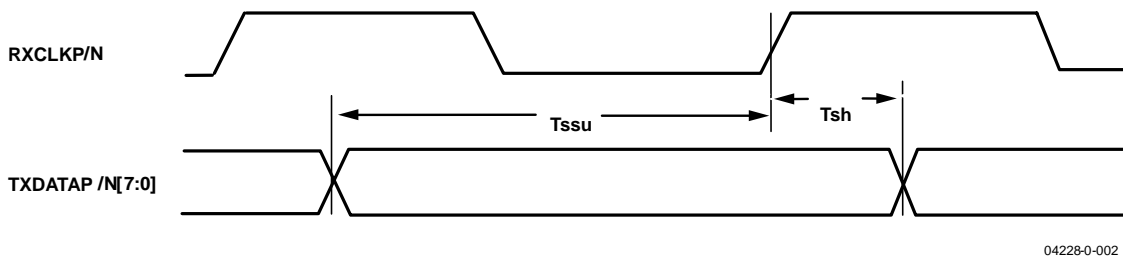 RXCLKP/N
Tssu
Tsh
TXDATAP /N[7:0]
04228-0-002